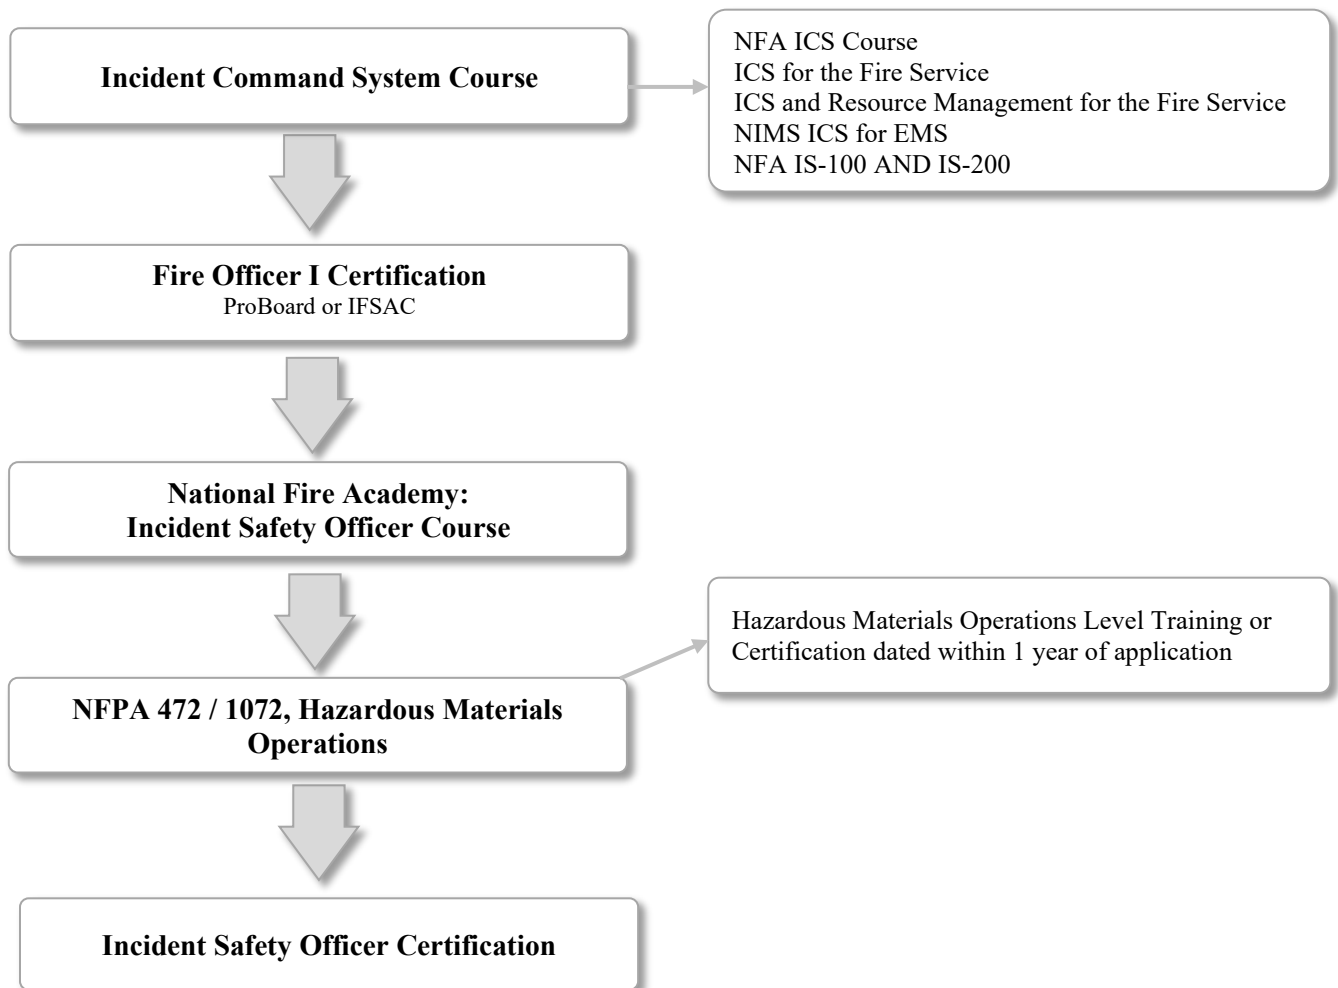 Incident Command System Course
NFA ICS Course
ICS for the Fire Service
ICS and Resource Management for the Fire Service
NIMS ICS for EMS
NFA IS-100 AND IS-200
Fire Officer I Certification
ProBoard or IFSAC
National Fire Academy:
Incident Safety Officer Course
Hazardous Materials Operations Level Training or
Certification dated within 1 year of application
NFPA 472 / 1072, Hazardous Materials
Operations
Incident Safety Officer Certification